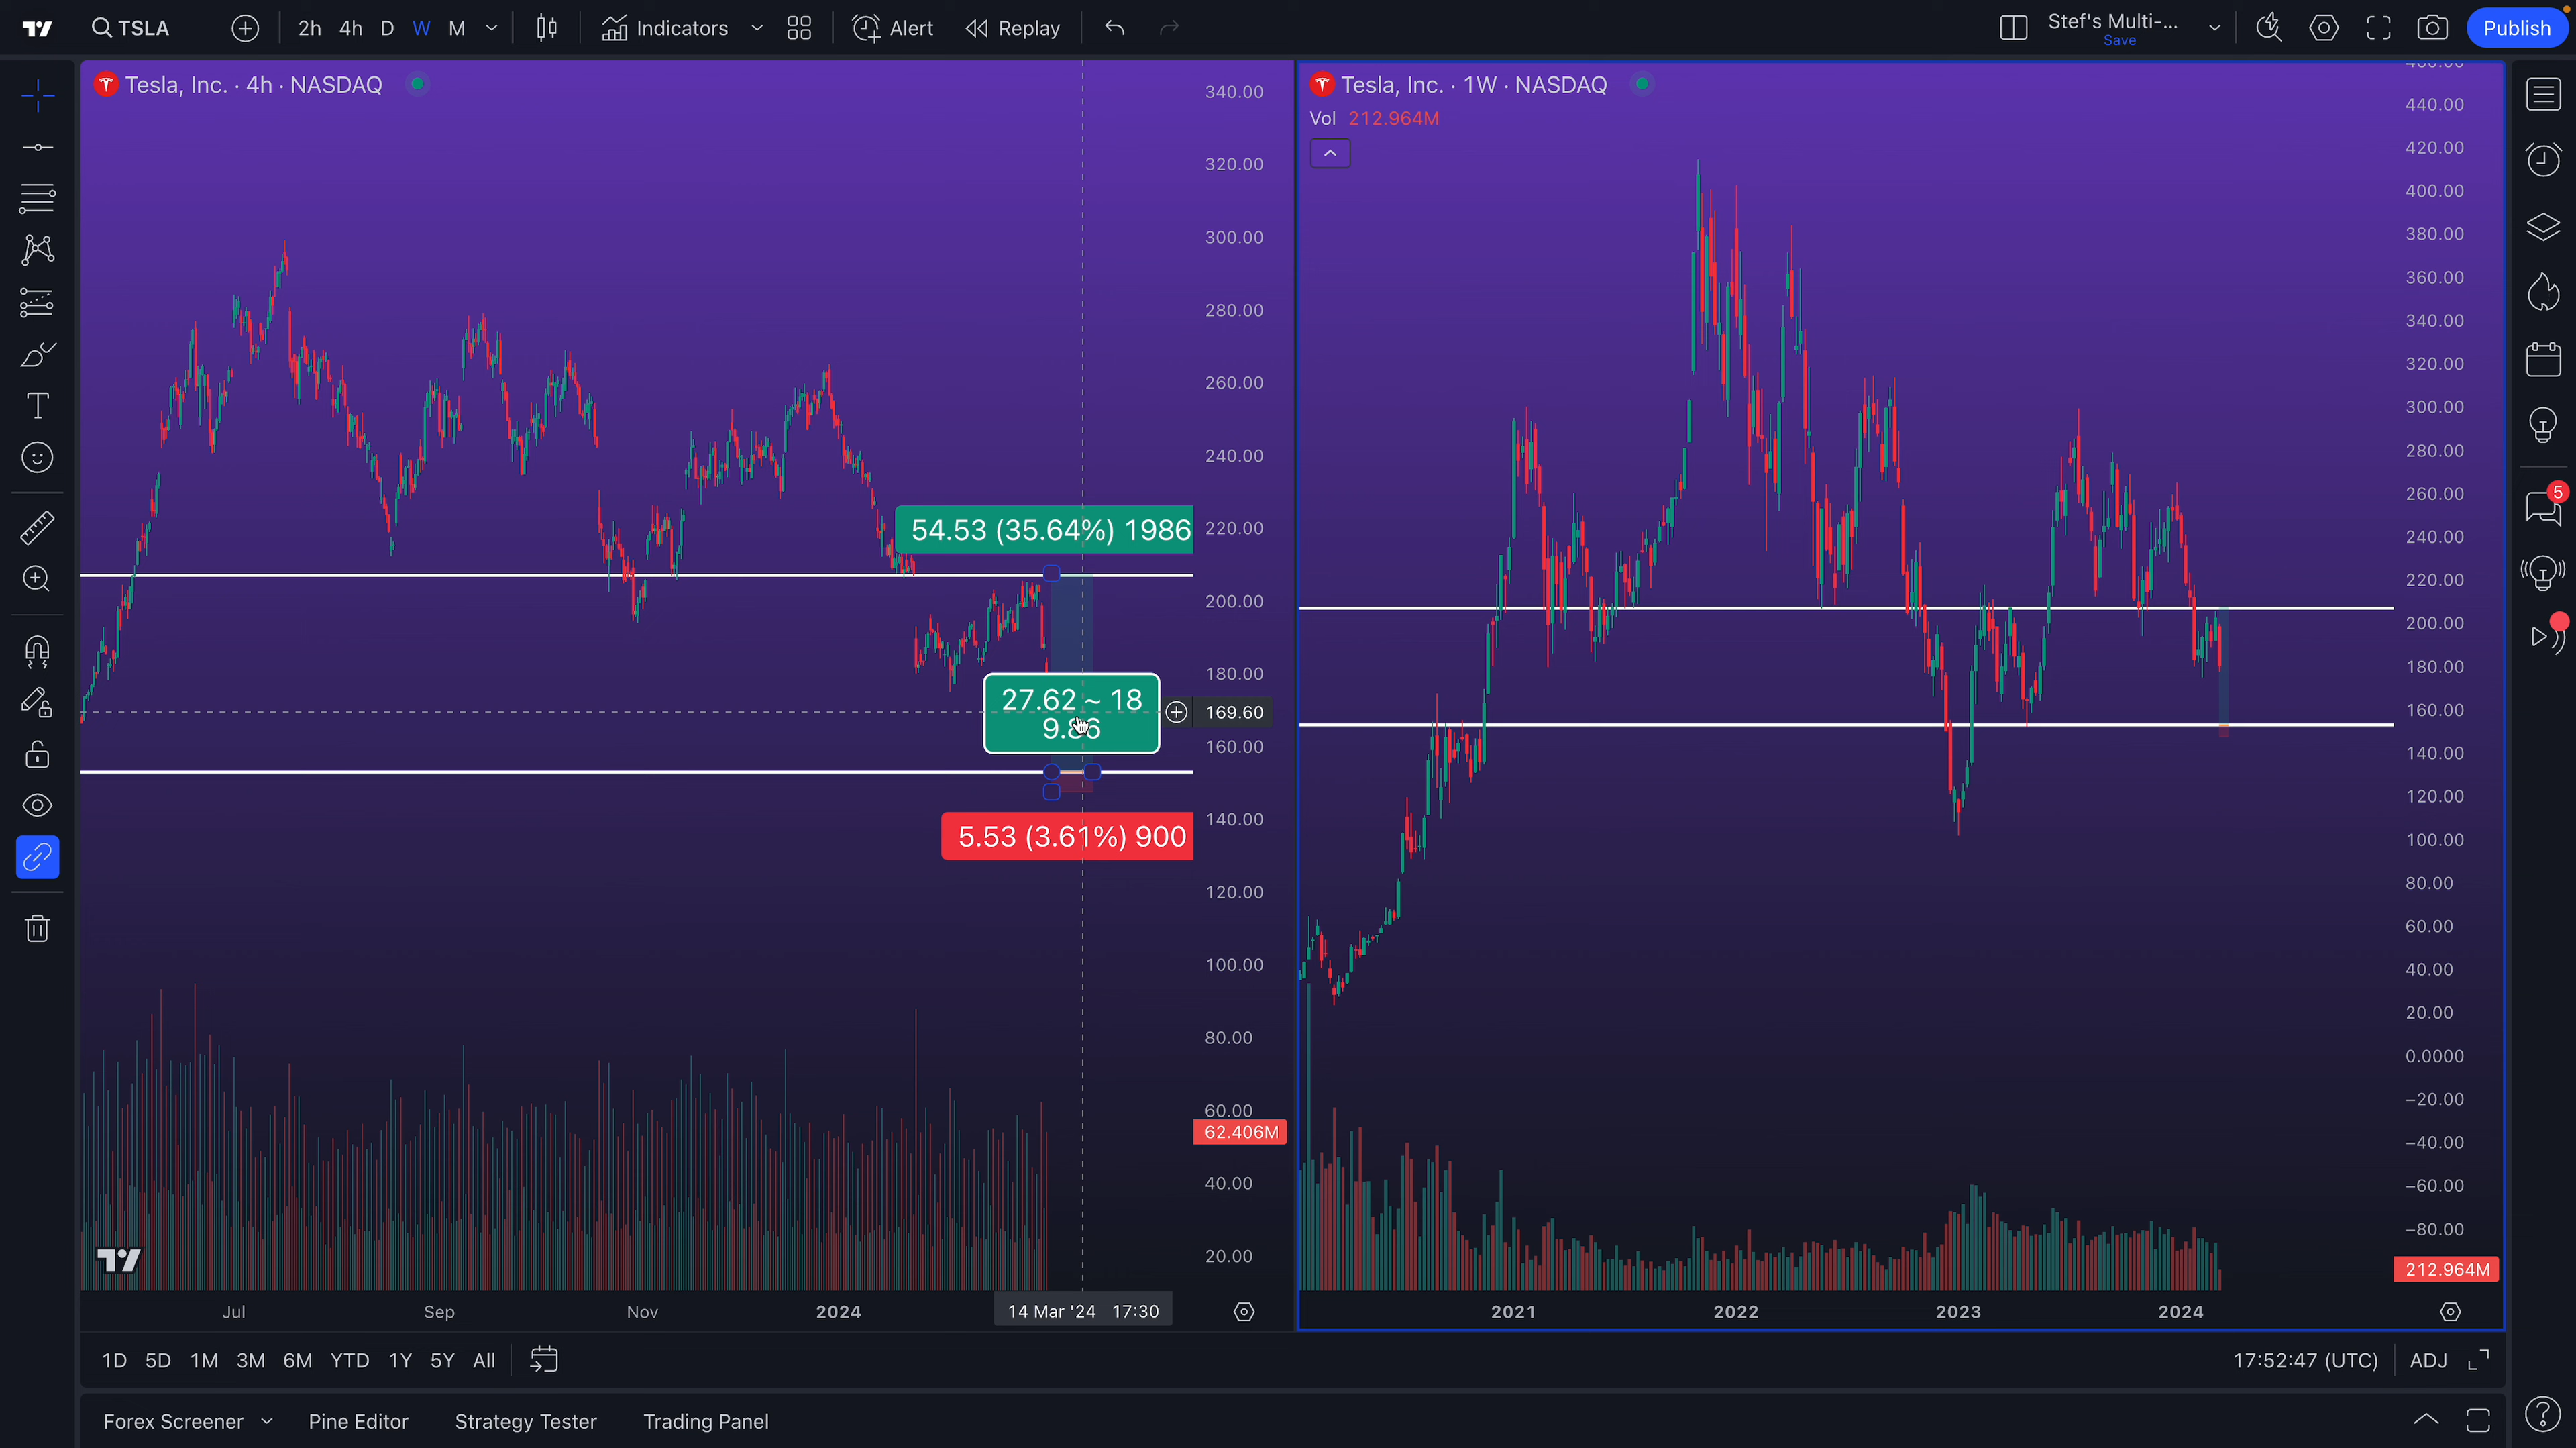 TSLA
2h 4h D W M
Indicators
Alert
Replay
Stef's Multi-...
Save
Publish
Tesla, Inc. · 4h · NASDAQ
340.00
320.00
300.00
280.00
260.00
240.00
220.00
200.00
180.00
169.60
160.00
140.00
120.00
100.00
80.00
60.00
62.406M
40.00
20.00
54.53 (35.64%) 1986
27.62 ~ 18
9.86
5.53 (3.61%) 900
Jul Sep Nov 2024 14 Mar '24 17:30
Tesla, Inc. · 1W · NASDAQ
Vol 212.964M
440.00
420.00
400.00
380.00
360.00
340.00
320.00
300.00
280.00
260.00
240.00
220.00
200.00
180.00
160.00
140.00
120.00
100.00
80.00
60.00
40.00
20.00
0.0000
−20.00
−40.00
−60.00
−80.00
212.964M
2021 2022 2023 2024
5
1D 5D 1M 3M 6M YTD 1Y 5Y All
17:52:47 (UTC) ADJ
Forex Screener Pine Editor Strategy Tester Trading Panel